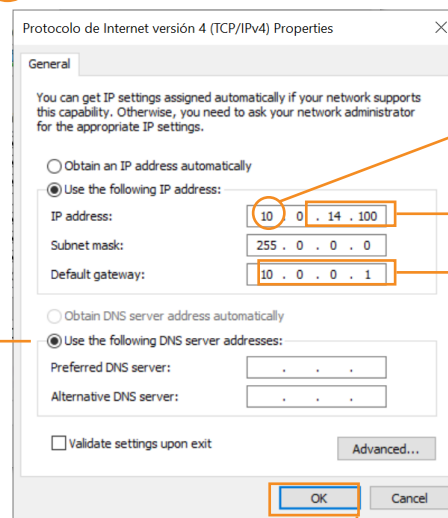 Protocolo de Internet versión 4 (TCP/IPv4) Properties
General
You can get IP settings assigned automatically if your network supports
this capability. Otherwise, you need to ask your network administrator
for the appropriate IP settings.
Obtain an IP address automatically
Use the following IP address:
IP address: 10 . 0 . 14 . 100
Subnet mask: 255 . 0 . 0 . 0
Default gateway: 10 . 0 . 0 . 1
Obtain DNS server address automatically
Use the following DNS server addresses:
Preferred DNS server: . . .
Alternative DNS server: . . .
Validate settings upon exit
Advanced...
OK Cancel